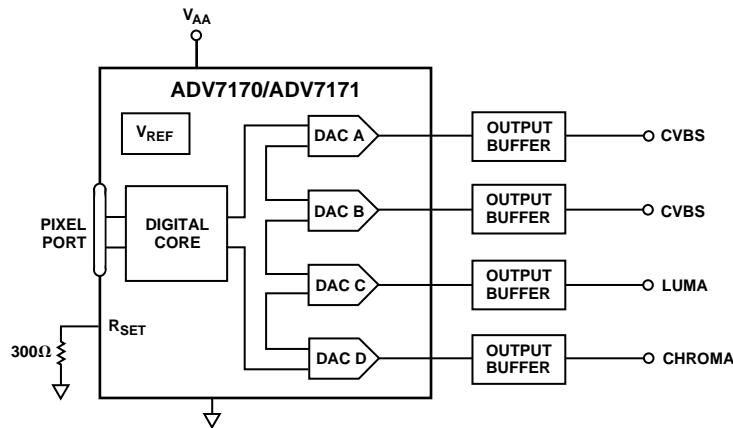 VAA
ADV7170/ADV7171
VREF
DAC A
OUTPUT
BUFFER
CVBS
PIXEL
PORT
DIGITAL
CORE
DAC B
OUTPUT
BUFFER
CVBS
DAC C
OUTPUT
BUFFER
LUMA
RSET
300Ω
DAC D
OUTPUT
BUFFER
CHROMA